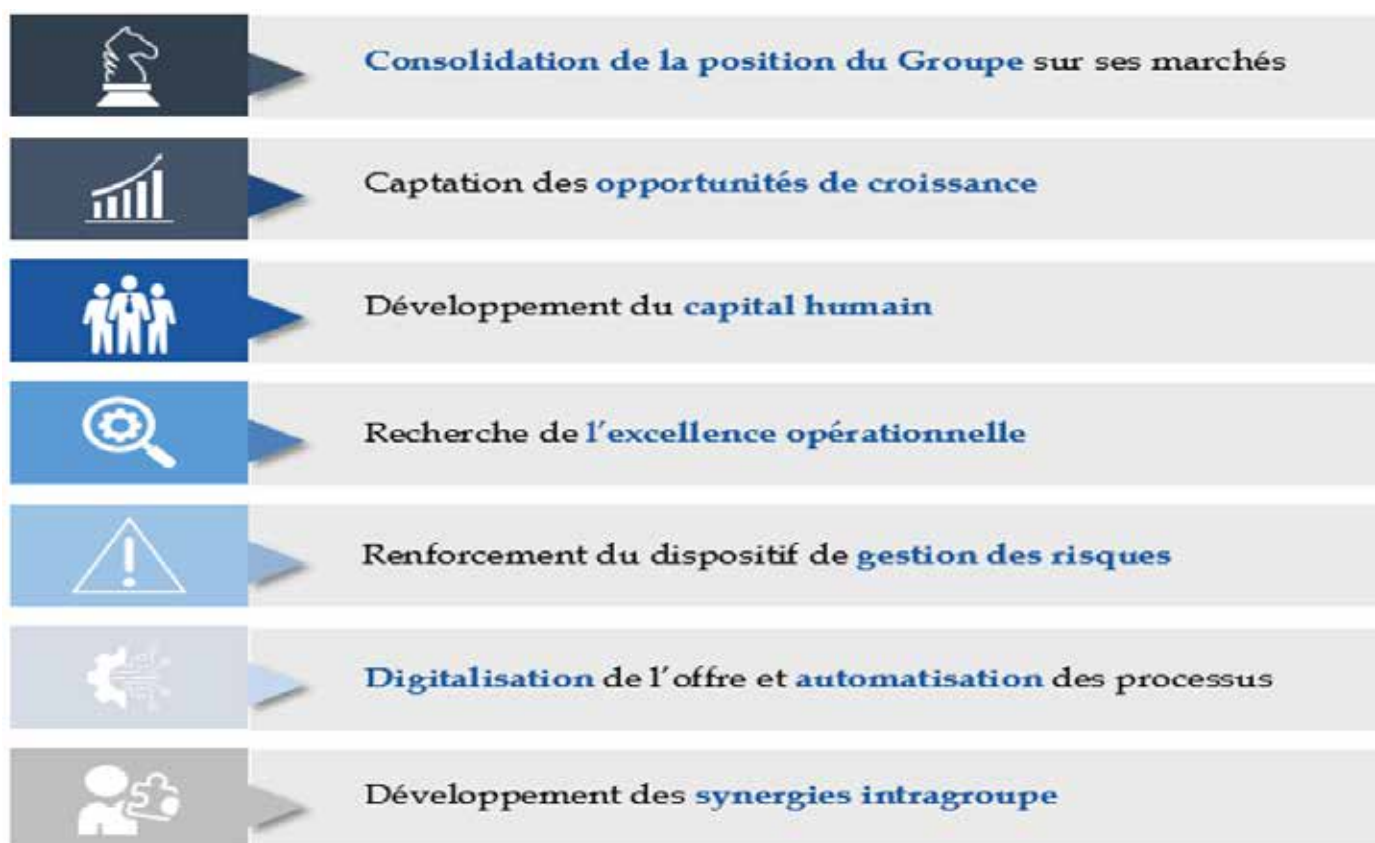 Consolidation de la position du Groupe sur ses marchés
Captation des opportunités de croissance
Développement du capital humain
Recherche de l’excellence opérationnelle
Renforcement du dispositif de gestion des risques
Digitalisation de l’offre et automatisation des processus
Développement des synergies intragroupe